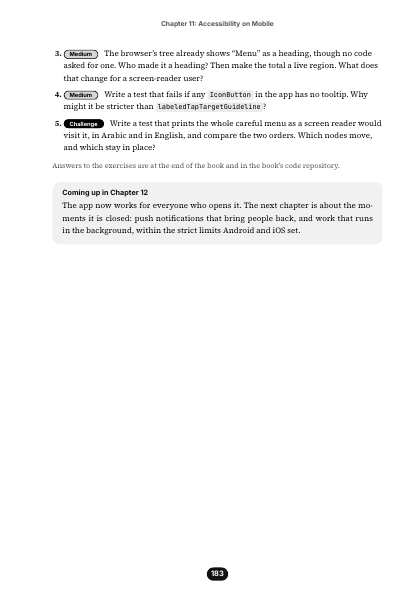 Chapter 11: Accessibility on Mobile
3. Medium The browser's tree already shows “Menu” as a heading, though no code
asked for one. Who made it a heading? Then make the total a live region. What does
that change for a screen-reader user?
4. Medium Write a test that fails if any IconButton in the app has no tooltip. Why
might it be stricter than labeledTapTargetGuideline?
5. Challenge Write a test that prints the whole careful menu as a screen reader would
visit it, in Arabic and in English, and compare the two orders. Which nodes move,
and which stay in place?
Answers to the exercises are at the end of the book and in the book's code repository.
Coming up in Chapter 12
The app now works for everyone who opens it. The next chapter is about the mo-
ments it is closed: push notifications that bring people back, and work that runs
in the background, within the strict limits Android and iOS set.
183